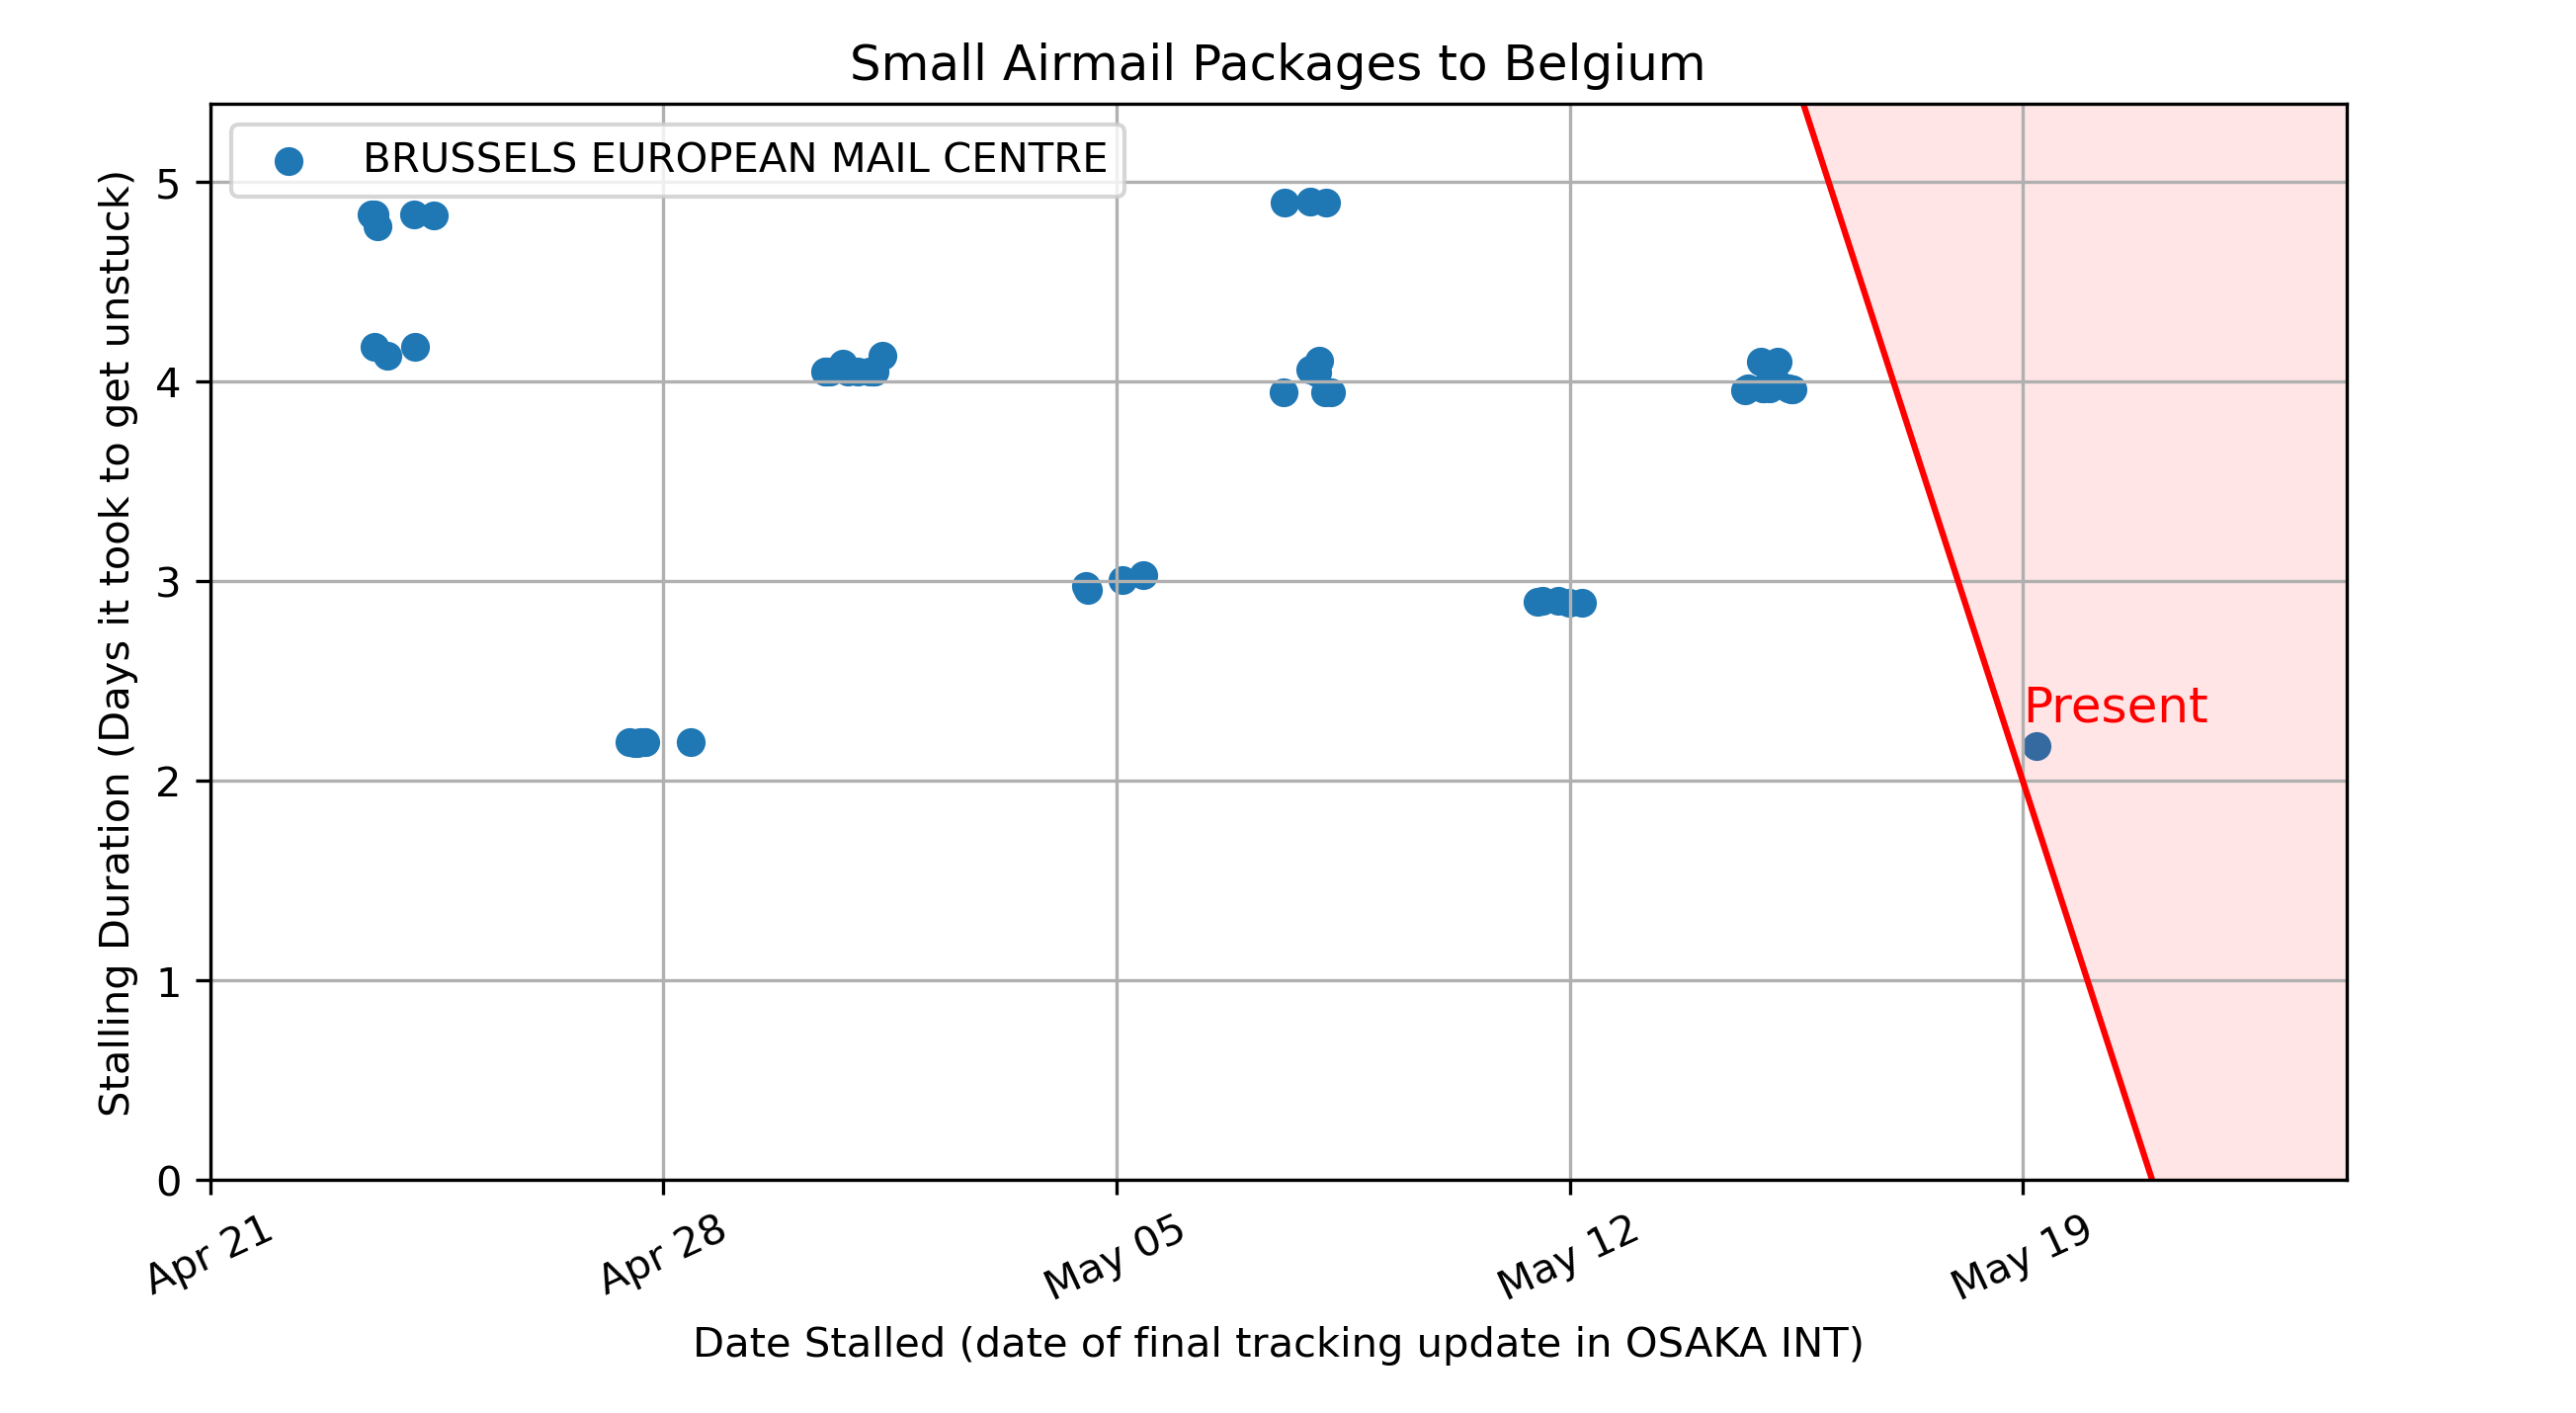 Small Airmail Packages to Belgium
BRUSSELS EUROPEAN MAIL CENTRE
Stalling Duration (Days it took to get unstuck)
5
4
3
2
1
0
Present
Apr 21
Apr 28
May 05
May 12
May 19
Date Stalled (date of final tracking update in OSAKA INT)